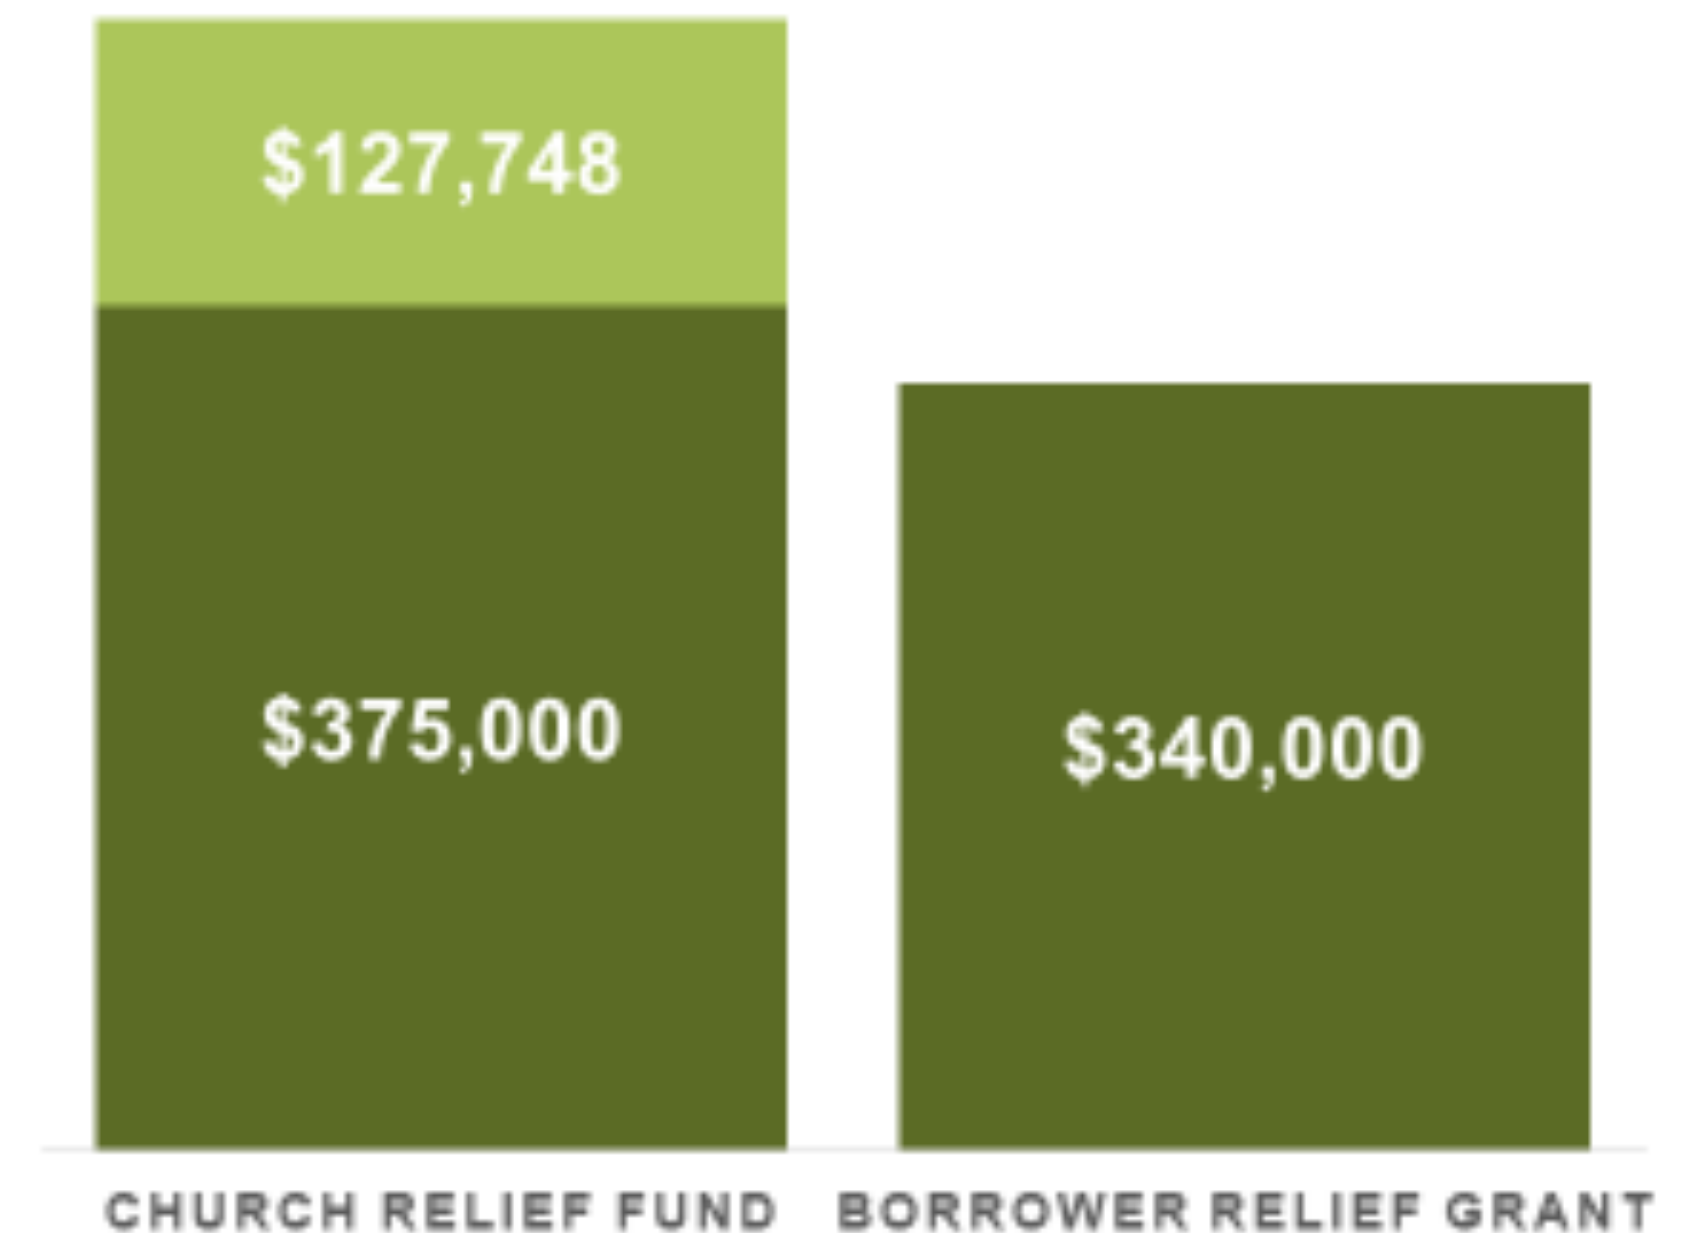 $127,748
$375,000
$340,000
CHURCH RELIEF FUND
BORROWER RELIEF GRANT